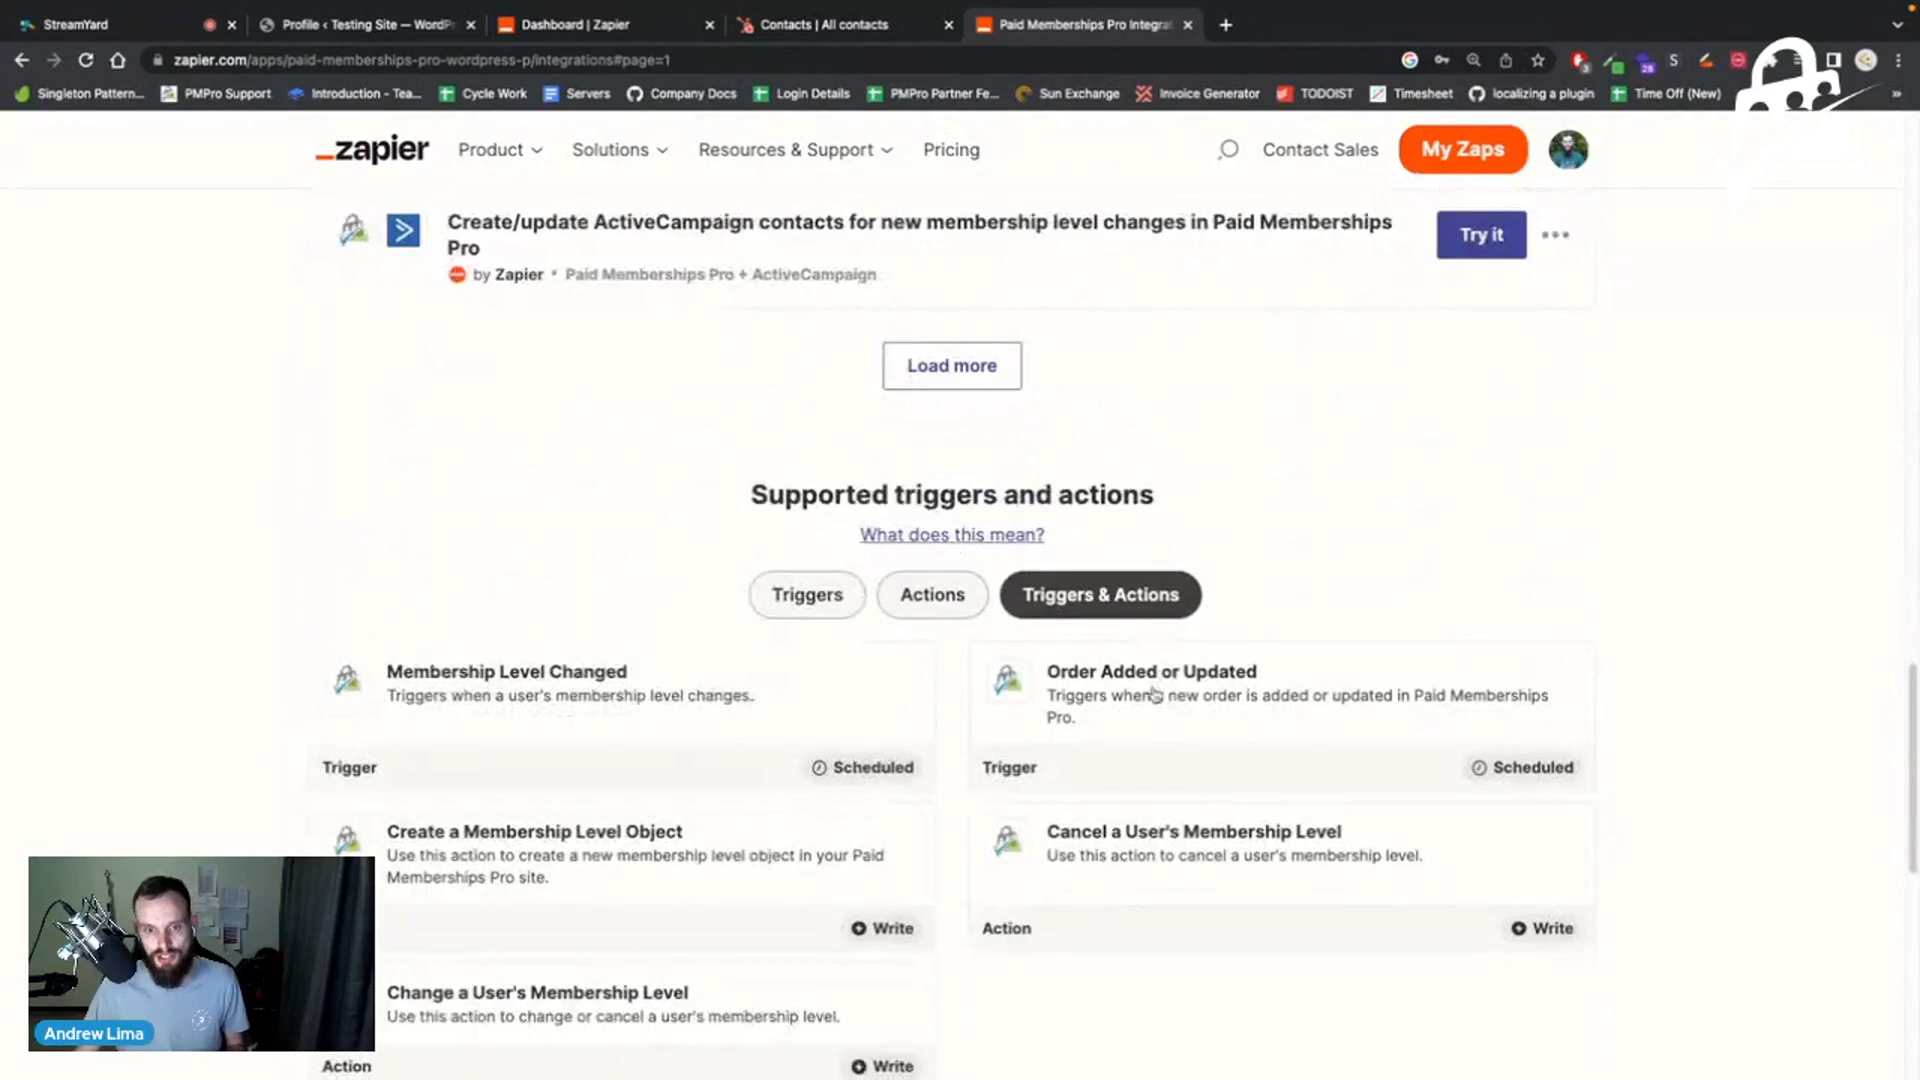 StreamYard
Profile ‹ Testing Site — WordPr
Dashboard | Zapier
Contacts | All contacts
Paid Memberships Pro Integra
zapier.com/apps/paid-memberships-pro-wordpress-p/integrations#page=1
Singleton Pattern...
PMPro Support
Introduction - Tea...
Cycle Work
Servers
Company Docs
Login Details
PMPro Partner Fe...
Sun Exchange
Invoice Generator
TODOIST
Timesheet
localizing a plugin
Time Off (New)
zapier
Product
Solutions
Resources & Support
Pricing
Contact Sales
My Zaps
Create/update ActiveCampaign contacts for new membership level changes in Paid Memberships
Pro
by Zapier • Paid Memberships Pro + ActiveCampaign
Try it
Load more
Supported triggers and actions
What does this mean?
Triggers
Actions
Triggers & Actions
Membership Level Changed
Triggers when a user's membership level changes.
Trigger
Scheduled
Order Added or Updated
Triggers when new order is added or updated in Paid Memberships
Pro.
Trigger
Scheduled
Create a Membership Level Object
Use this action to create a new membership level object in your Paid
Memberships Pro site.
Write
Cancel a User's Membership Level
Use this action to cancel a user's membership level.
Action
Write
Change a User's Membership Level
Use this action to change or cancel a user's membership level.
Action
Write
Andrew Lima